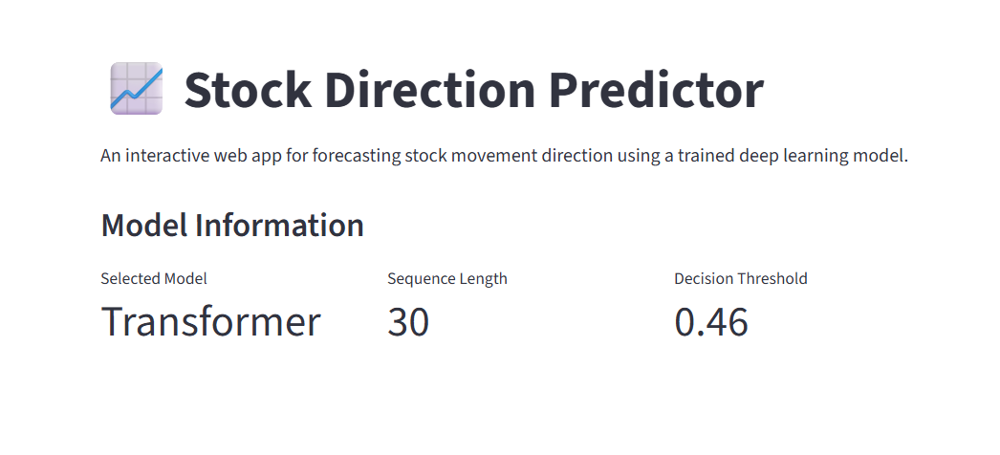 Stock Direction Predictor
An interactive web app for forecasting stock movement direction using a trained deep learning model.
Model Information
Selected Model
Transformer
Sequence Length
30
Decision Threshold
0.46